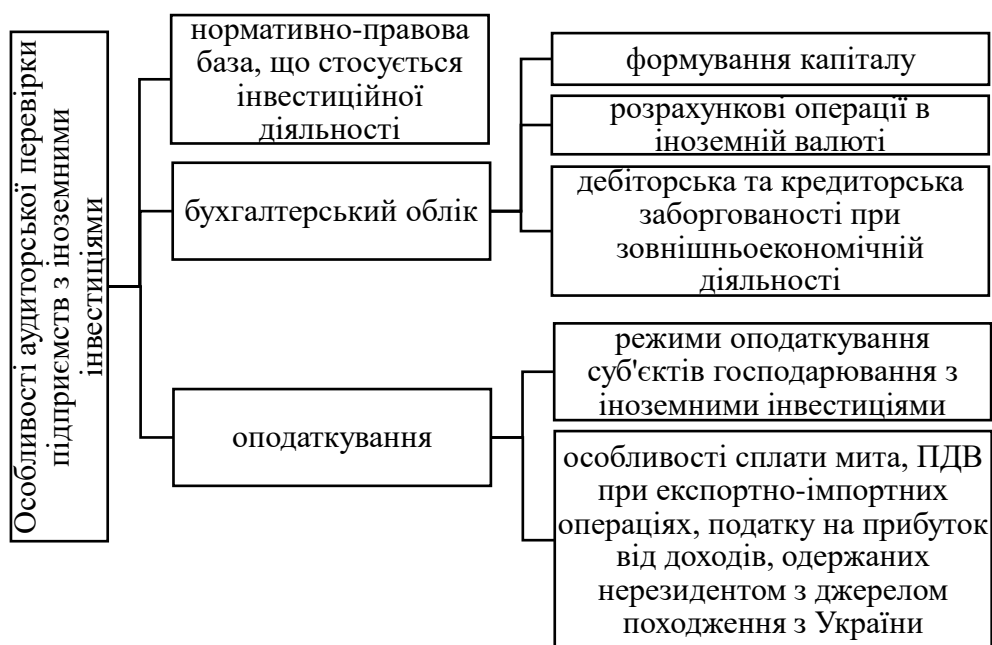 Особливості аудиторської перевірки
підприємств з іноземними
інвестиціями
нормативно-правова
база, що стосується
інвестиційної
діяльності
бухгалтерський облік
формування капіталу
розрахункові операції в
іноземній валюті
дебіторська та кредиторська
заборгованості при
зовнішньоекономічній
діяльності
оподаткування
режими оподаткування
суб'єктів господарювання з
іноземними інвестиціями
особливості сплати мита, ПДВ
при експортно-імпортних
операціях, податку на прибуток
від доходів, одержаних
нерезидентом з джерелом
походження з України